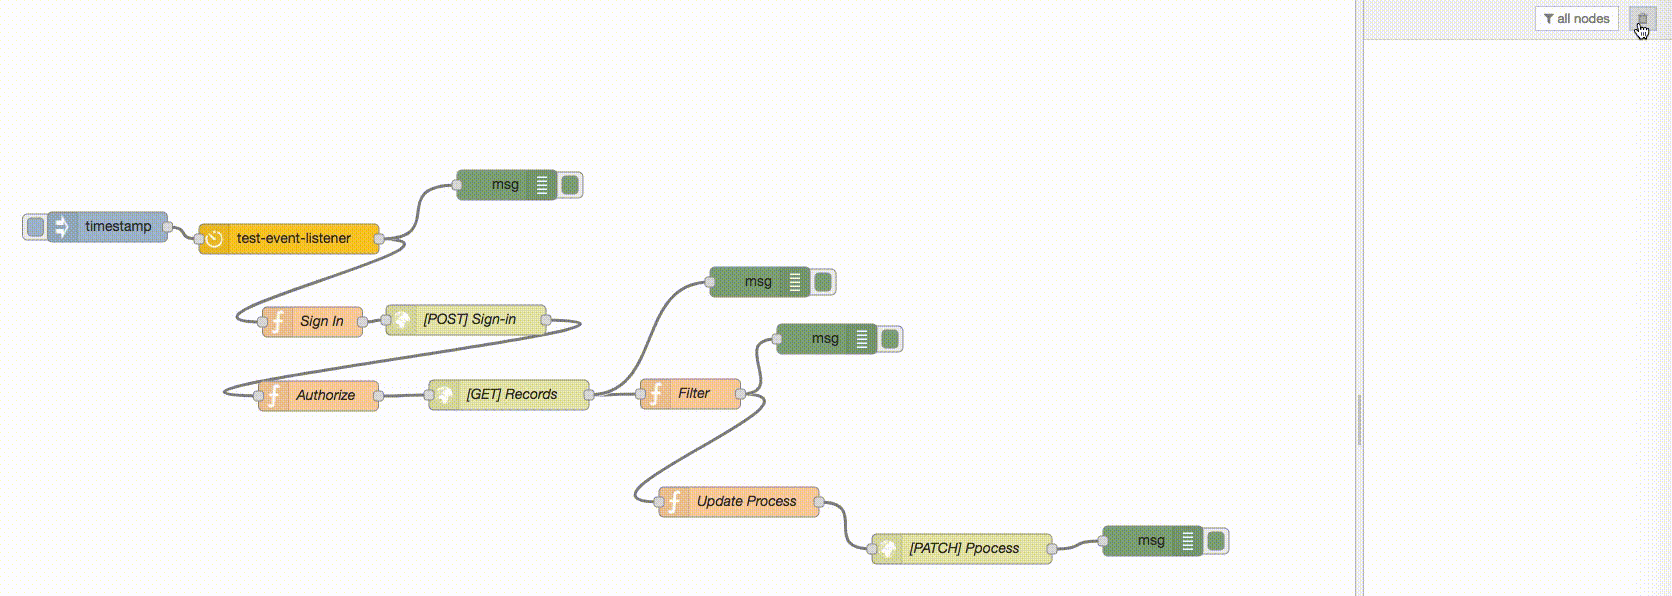 all nodes
msg
timestamp
test-event-listener
msg
Sign In
[POST] Sign-in
msg
Authorize
[GET] Records
Filter
Update Process
[PATCH] Ppocess
msg